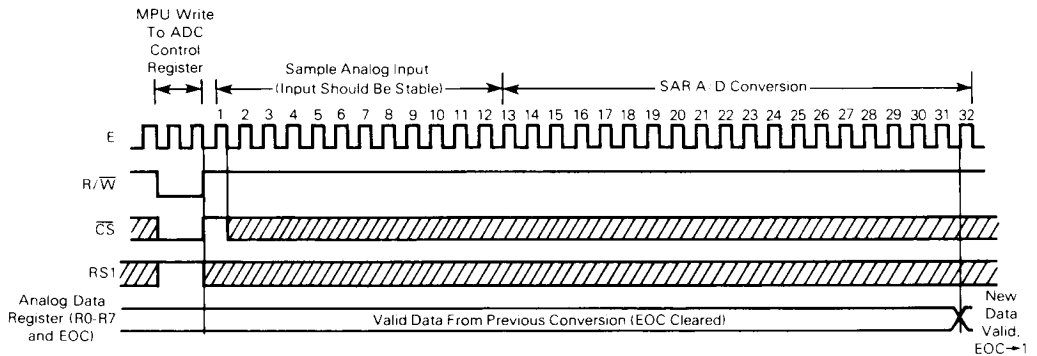 MPU Write
To ADC
Control
Register
Sample Analog Input
(Input Should Be Stable)
SAR A/D Conversion
1 2 3 4 5 6 7 8 9 10 11 12 13 14 15 16 17 18 19 20 21 22 23 24 25 26 27 28 29 30 31 32
E
R/W̅
C̅S̅
RS1
Analog Data
Register (R0-R7
and EOC)
Valid Data From Previous Conversion (EOC Cleared)
New
Data
Valid,
EOC→1